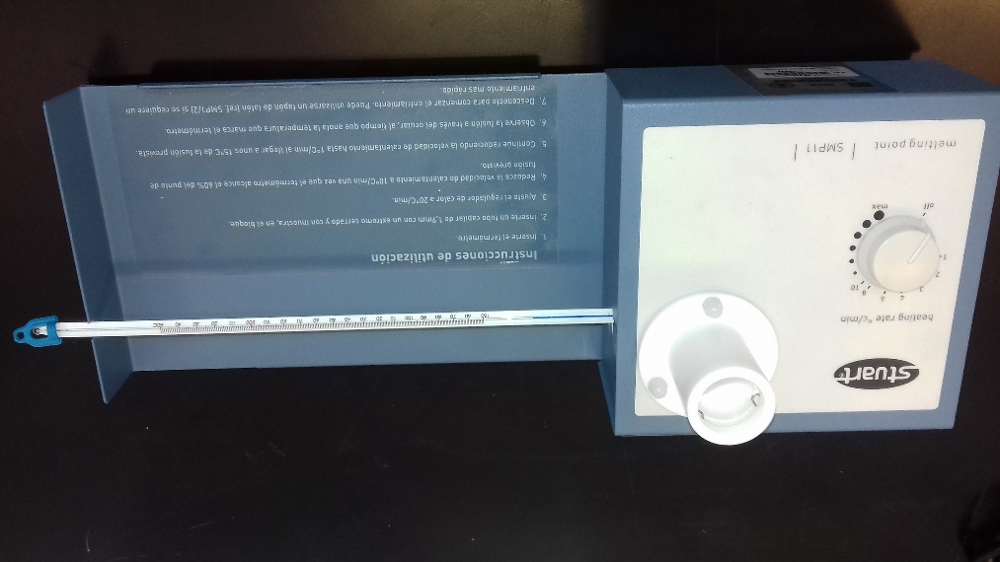 Stuart®
heating rate °c/min
off
1
2
3
4
6
8
10
max
melting point | SMP11 |
Instrucciones de utilización
1. Inserte el termómetro.
2. Inserte un tubo capilar de 1,9mm con un extremo cerrado y con muestra, en el bloque.
3. Ajuste el regulador de calor a 20°C/min.
4. Reduzca la velocidad de calentamiento a 10°C/min una vez que el termómetro alcance el 60% del punto de
fusión previsto.
5. Continúe reduciendo la velocidad de calentamiento hasta 1°C/min al llegar a unos 15°C de la fusión prevista.
6. Observe la fusión a través del ocular, al tiempo que anota la temperatura que marca el termómetro.
7. Desconecte para comenzar el enfriamiento. Puede utilizarse un tapón de latón (ref. SMP1/2) si se requiere un
enfriamiento más rápido.